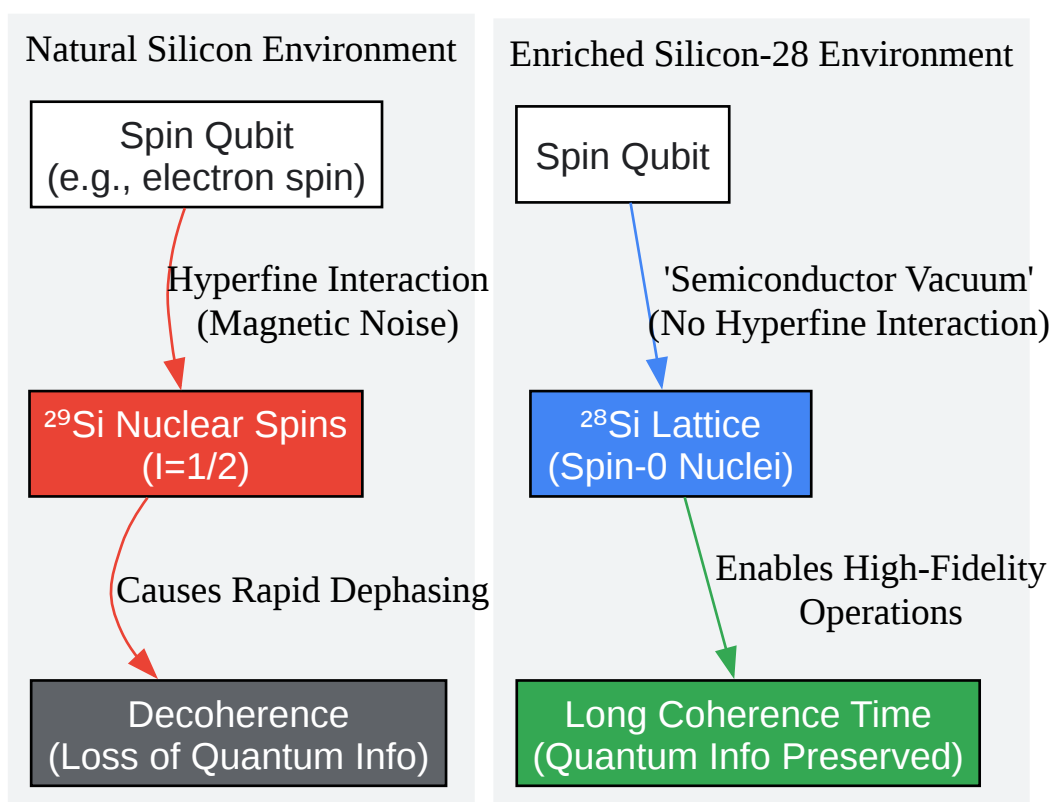 Natural Silicon Environment
Spin Qubit
(e.g., electron spin)
Hyperfine Interaction
(Magnetic Noise)
²⁹Si Nuclear Spins
(I=1/2)
Causes Rapid Dephasing
Decoherence
(Loss of Quantum Info)
Enriched Silicon-28 Environment
Spin Qubit
'Semiconductor Vacuum'
(No Hyperfine Interaction)
²⁸Si Lattice
(Spin-0 Nuclei)
Enables High-Fidelity
Operations
Long Coherence Time
(Quantum Info Preserved)